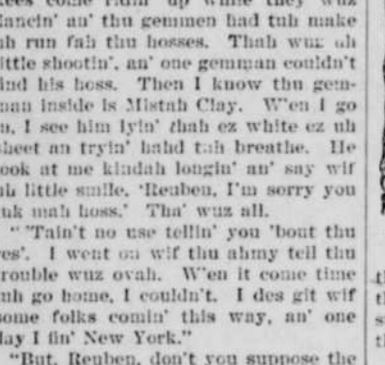 kees come ridin' up while they wuz
dancin' an' thu gemmen had tuh make
uh run fah thu hosses. Thah wuz uh
little shootin', an' one gemman couldn't
find his hoss. Then I know thu gem-
man inside is Mistah Clay. W'en I go
in, I see him lyin' thah ez white ez uh
sheet an tryin' hahd tuh breathe. He
look at me kindah longin' an' say wif
uh little smile, 'Reuben, I'm sorry you
tuk mah hoss.' Tha' wuz all.
" 'Tain't no use tellin' you 'bout thu
res'. I went on wif thu ahmy tell thu
trouble wuz ovah. W'en it come time
tuh go home, I couldn't. I des git wif
some folks comin' this way, an' one
day I fin' New York."
"But, Reuben, don't you suppose the